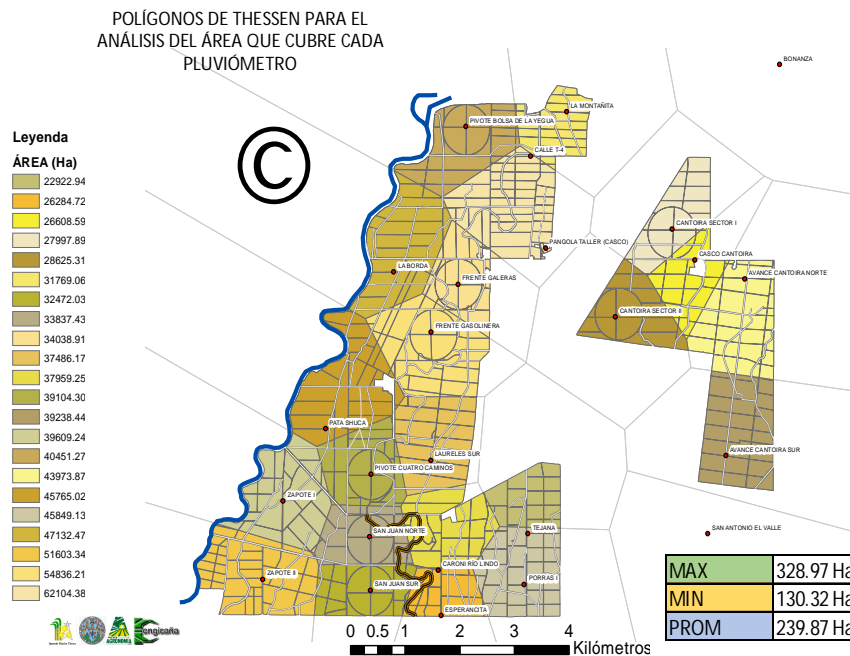 POLÍGONOS DE THESSEN PARA EL
ANÁLISIS DEL ÁREA QUE CUBRE CADA
PLUVIÓMETRO
BONANZA
LA MONTAÑITA
PIVOTE BOLSA DE LA YEGUA
CALLE T-4
©
Leyenda
ÁREA (Ha)
22922.94
26284.72
26608.59
27997.89
28625.31
31769.06
32472.03
33837.43
34038.91
37486.17
37959.25
39104.30
39238.44
39609.24
40451.27
43973.87
45765.02
45849.13
47132.47
51603.34
54836.21
62104.38
CANTOIRA SECTOR I
PANGOLA TALLER (CASCO)
CASCO CANTOIRA
LA BORDA
AVANCE CANTOIRA NORTE
FRENTE GALERAS
CANTOIRA SECTOR II
FRENTE GASOLINERA
PATA SHUCA
LAURELES SUR
AVANCE CANTOIRA SUR
PIVOTE CUATRO CAMINOS
ZAPOTE I
SAN JUAN NORTE
TEJANA
SAN ANTONIO EL VALLE
CARONI RÍO LINDO
ZAPOTE II
SAN JUAN SUR
PORRAS I
ESPERANCITA
MAX 328.97 Ha
MIN 130.32 Ha
PROM 239.87 Ha
AGRONOMIA
engicaña
0 0.5 1 2 3 4
Kilómetros